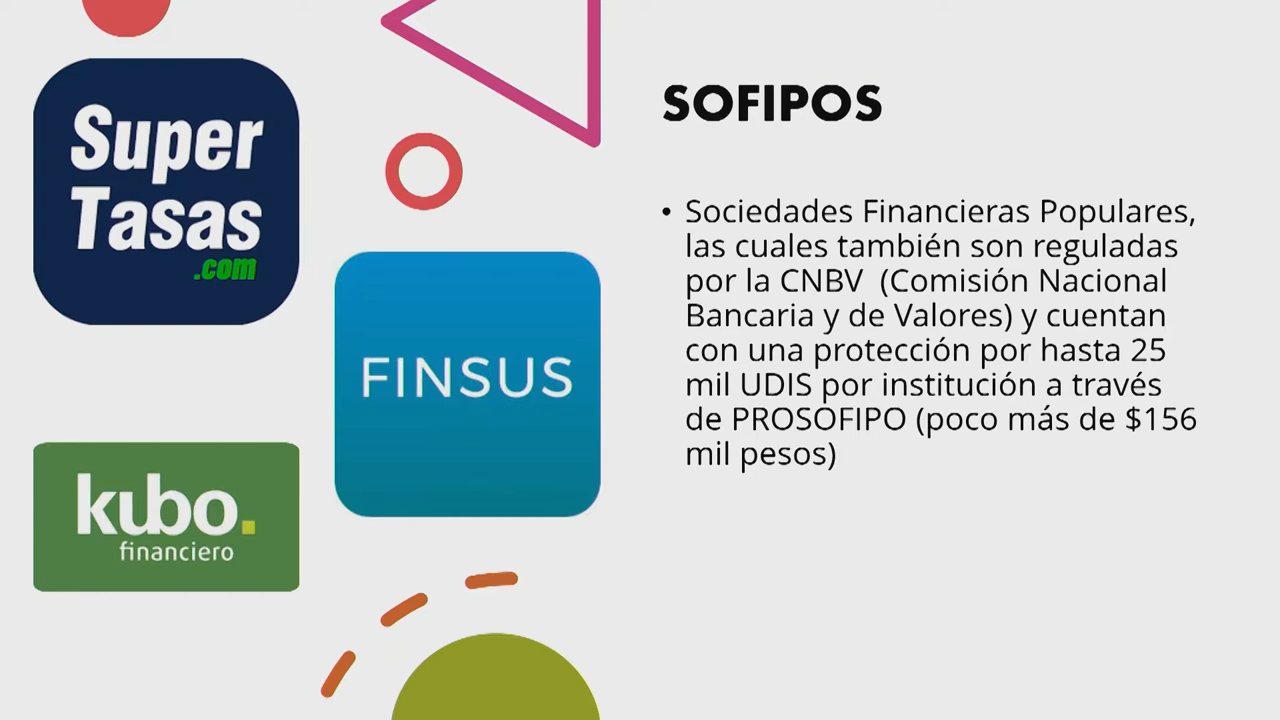 Super
Tasas
.com
FINSUS
kubo.
financiero
SOFIPOS
• Sociedades Financieras Populares,
las cuales también son reguladas
por la CNBV  (Comisión Nacional
Bancaria y de Valores) y cuentan
con una protección por hasta 25
mil UDIS por institución a través
de PROSOFIPO (poco más de $156
mil pesos)